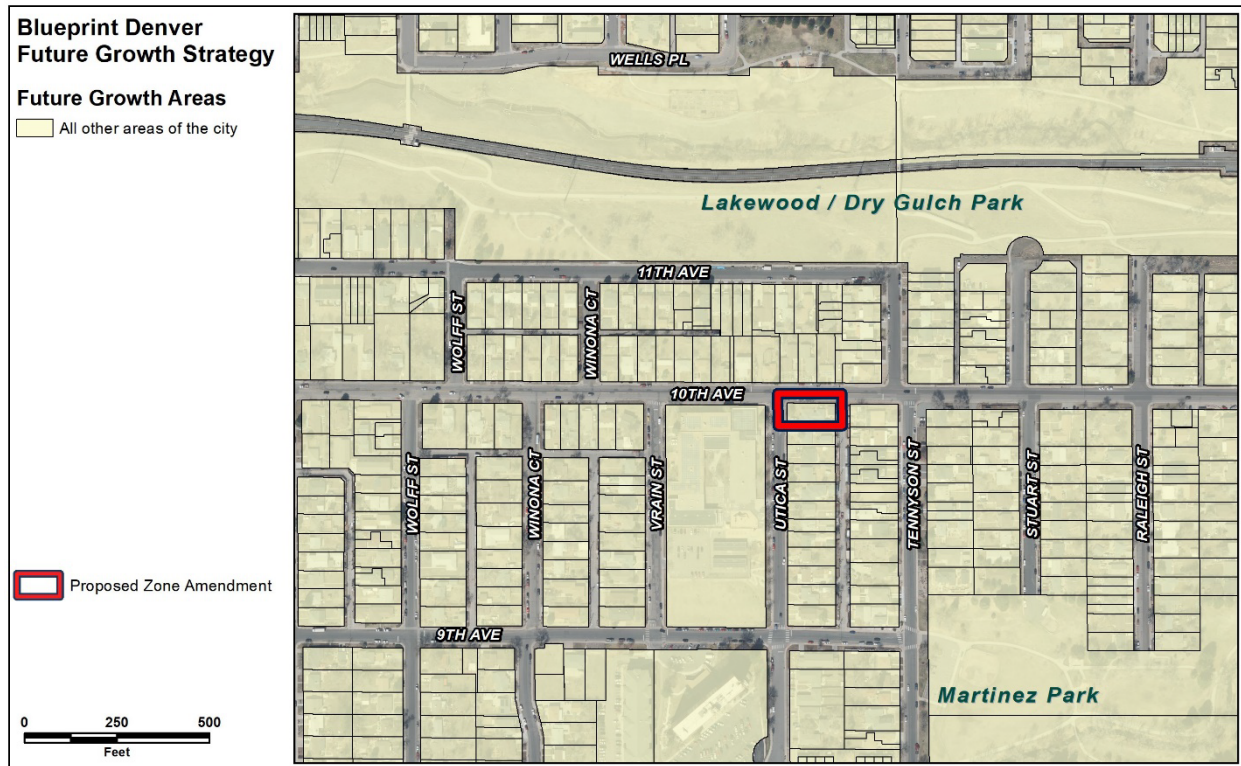 Blueprint Denver
Future Growth Strategy
Future Growth Areas
All other areas of the city
Proposed Zone Amendment
0 250 500
Feet
WELLS PL
Lakewood / Dry Gulch Park
11TH AVE
WOLFF ST
WINONA CT
10TH AVE
WOLFF ST
WINONA CT
VRAIN ST
UTICA ST
TENNYSON ST
STUART ST
RALEIGH ST
9TH AVE
Martinez Park